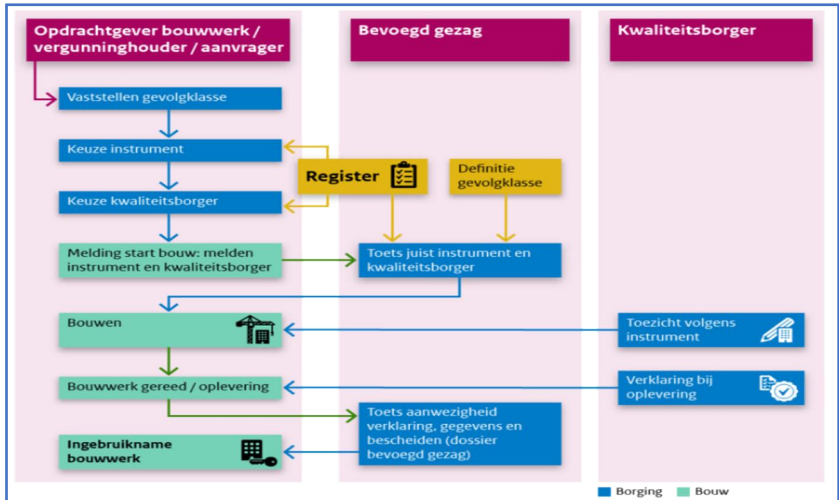 Opdrachtgever bouwwerk /
vergunninghouder / aanvrager
Bevoegd gezag
Kwaliteitsborger
Vaststellen gevolgklasse
Keuze instrument
Register
Definitie
gevolgklasse
Keuze kwaliteitsborger
Melding start bouw: melden
instrument en kwaliteitsborger
Toets juist instrument en
kwaliteitsborger
Bouwen
Toezicht volgens
instrument
Bouwwerk gereed / oplevering
Verklaring bij
oplevering
Toets aanwezigheid
verklaring, gegevens en
bescheiden (dossier
bevoegd gezag)
Ingebruikname
bouwwerk
Borging
Bouw